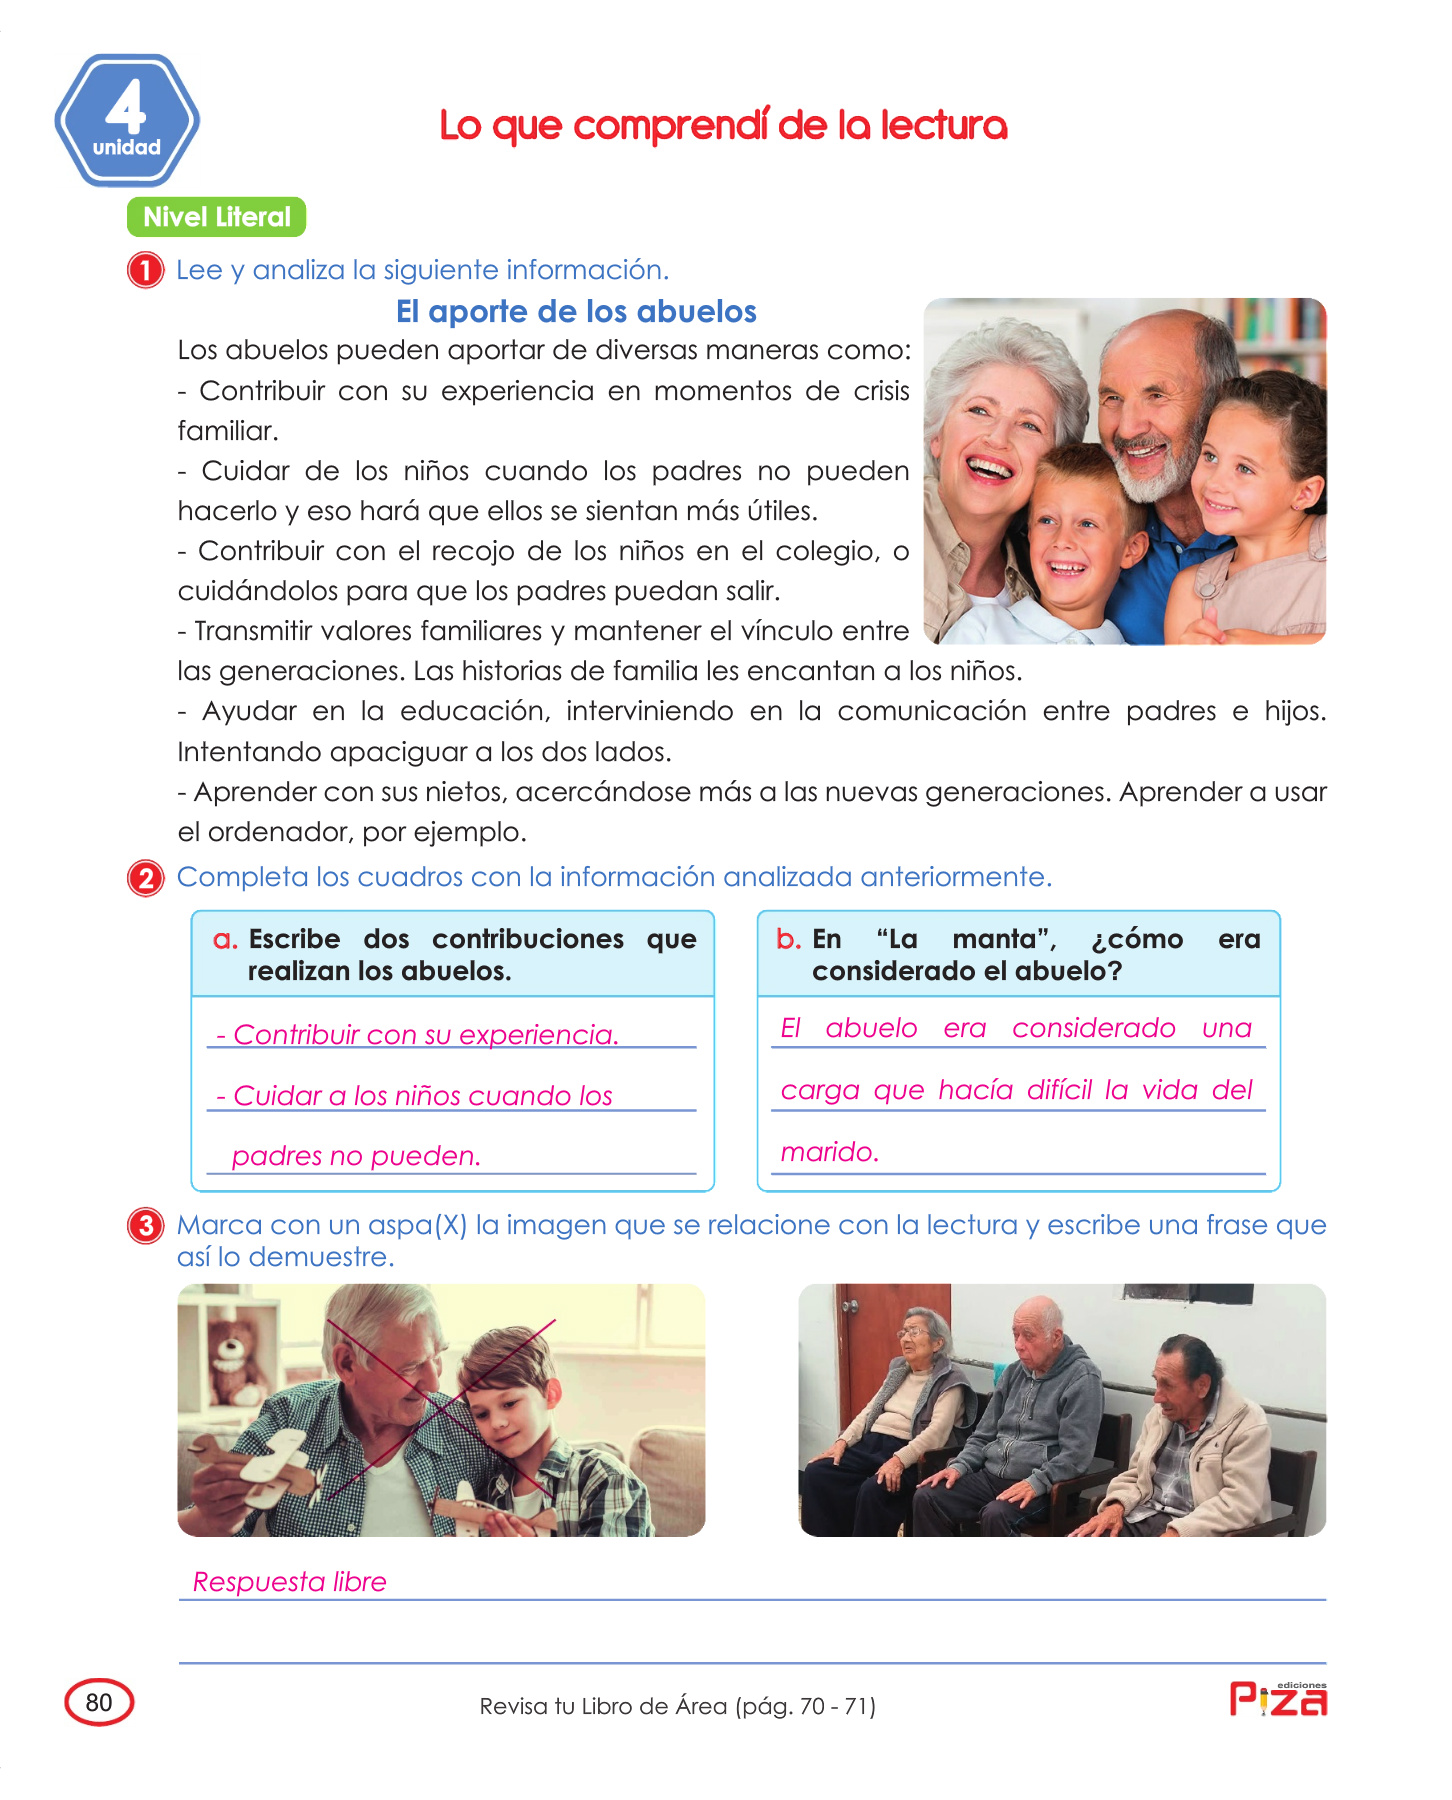 4
unidad
Lo que comprendí de la lectura
Nivel Literal
1 Lee y analiza la siguiente información.
El aporte de los abuelos
Los abuelos pueden aportar de diversas maneras como:
- Contribuir con su experiencia en momentos de crisis
familiar.
- Cuidar de los niños cuando los padres no pueden
hacerlo y eso hará que ellos se sientan más útiles.
- Contribuir con el recojo de los niños en el colegio, o
cuidándolos para que los padres puedan salir.
- Transmitir valores familiares y mantener el vínculo entre
las generaciones. Las historias de familia les encantan a los niños.
- Ayudar en la educación, interviniendo en la comunicación entre padres e hijos.
Intentando apaciguar a los dos lados.
- Aprender con sus nietos, acercándose más a las nuevas generaciones. Aprender a usar
el ordenador, por ejemplo.
2 Completa los cuadros con la información analizada anteriormente.
a. Escribe dos contribuciones que
realizan los abuelos.
- Contribuir con su experiencia.
- Cuidar a los niños cuando los
padres no pueden.
b. En “La manta”, ¿cómo era
considerado el abuelo?
El abuelo era considerado una
carga que hacía difícil la vida del
marido.
3 Marca con un aspa(X) la imagen que se relacione con la lectura y escribe una frase que
así lo demuestre.
Respuesta libre
80
Revisa tu Libro de Área (pág. 70 - 71)
ediciones
Piza